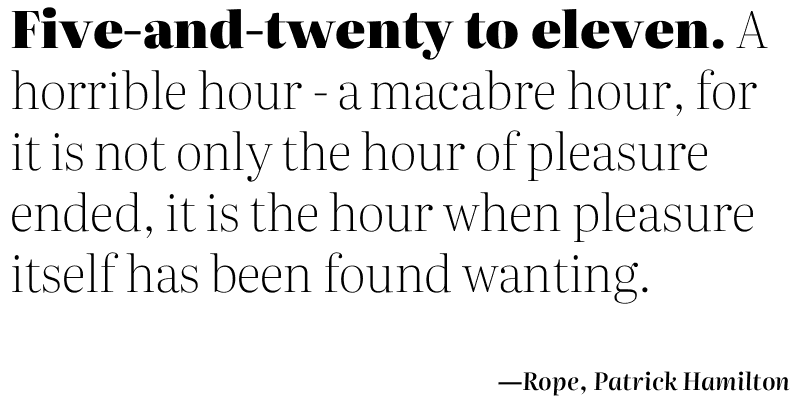 Five-and-twenty to eleven. A
horrible hour - a macabre hour, for
it is not only the hour of pleasure
ended, it is the hour when pleasure
itself has been found wanting.
—Rope, Patrick Hamilton